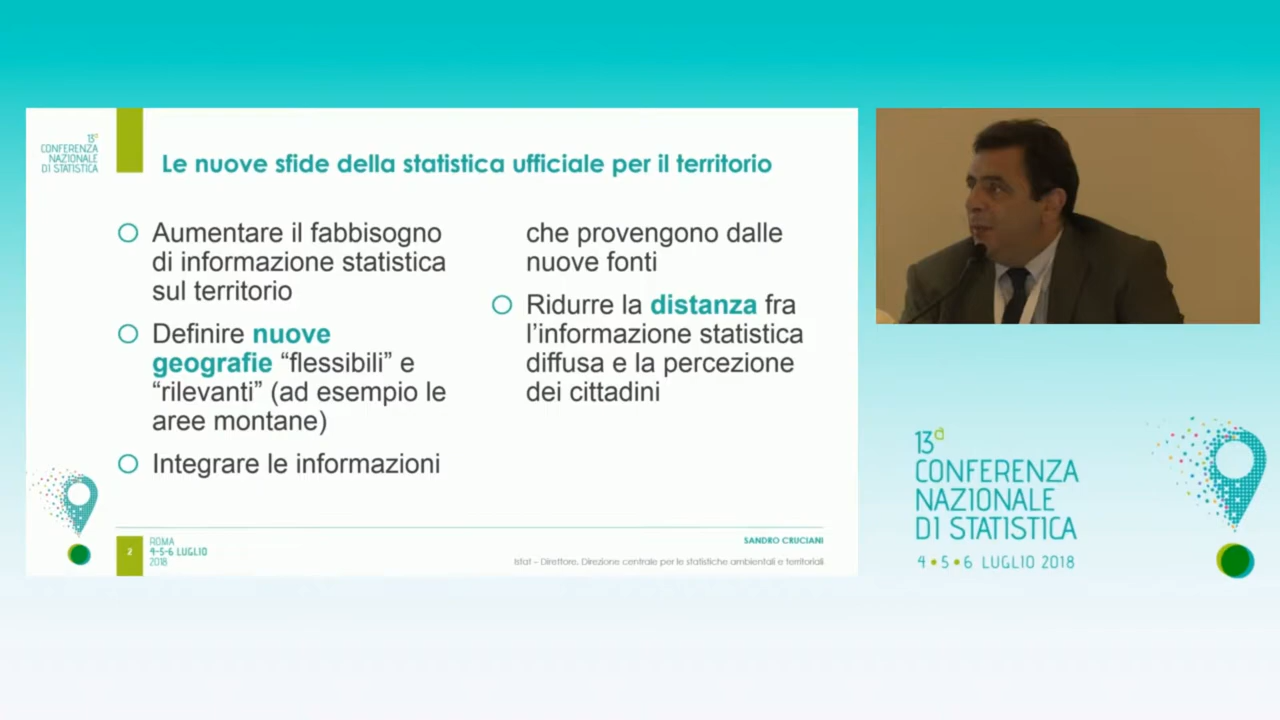 13ª
CONFERENZA
NAZIONALE
DI STATISTICA
Le nuove sfide della statistica ufficiale per il territorio
Aumentare il fabbisogno
di informazione statistica
sul territorio
Definire nuove
geografie “flessibili” e
“rilevanti” (ad esempio le
aree montane)
Integrare le informazioni
che provengono dalle
nuove fonti
Ridurre la distanza fra
l’informazione statistica
diffusa e la percezione
dei cittadini
2
ROMA
4-5-6 LUGLIO
2018
SANDRO CRUCIANI
Istat – Direttore, Direzione centrale per le statistiche ambientali e territoriali
13ª
CONFERENZA
NAZIONALE
DI STATISTICA
4•5•6 LUGLIO 2018